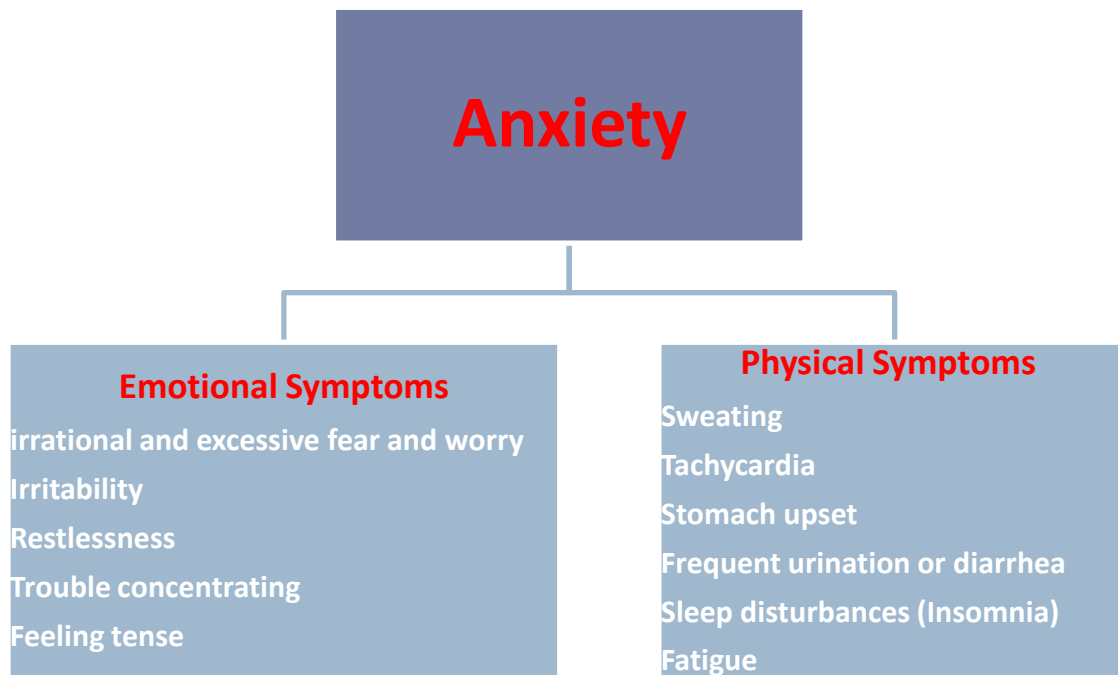 Anxiety
Emotional Symptoms
irrational and excessive fear and worry
Irritability
Restlessness
Trouble concentrating
Feeling tense
Physical Symptoms
Sweating
Tachycardia
Stomach upset
Frequent urination or diarrhea
Sleep disturbances (Insomnia)
Fatigue